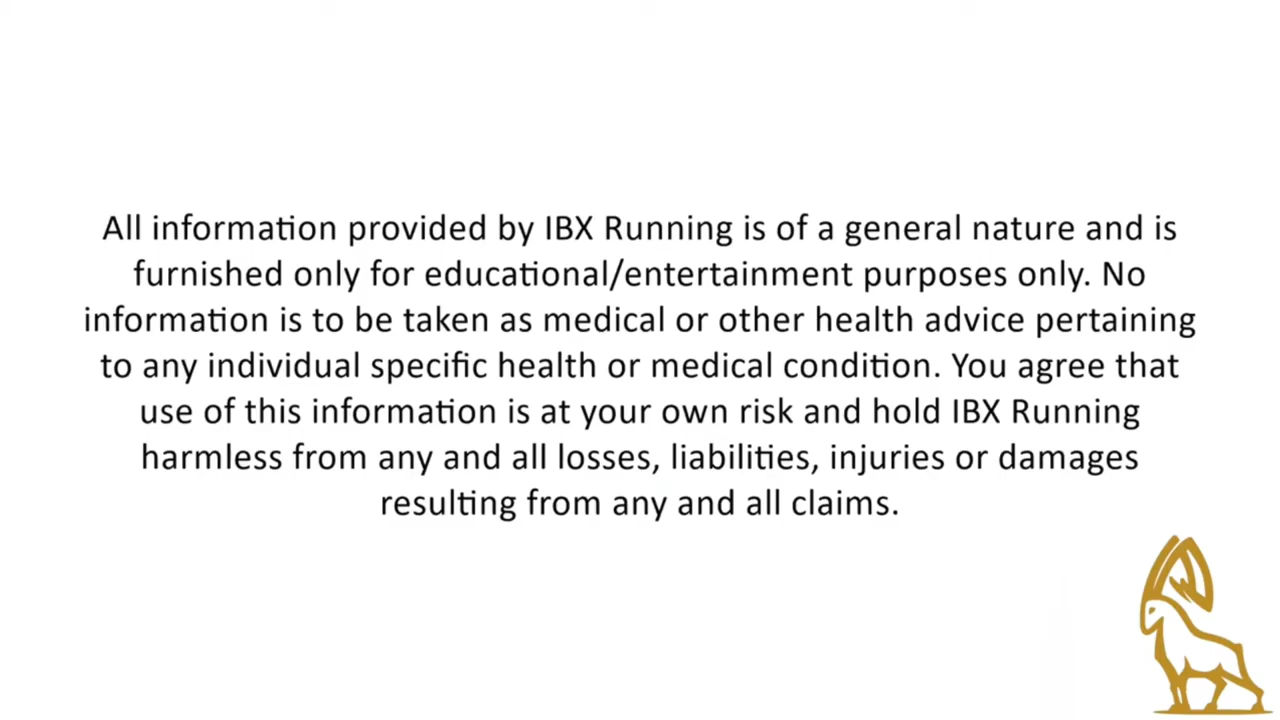 All information provided by IBX Running is of a general nature and is
furnished only for educational/entertainment purposes only. No
information is to be taken as medical or other health advice pertaining
to any individual specific health or medical condition. You agree that
use of this information is at your own risk and hold IBX Running
harmless from any and all losses, liabilities, injuries or damages
resulting from any and all claims.